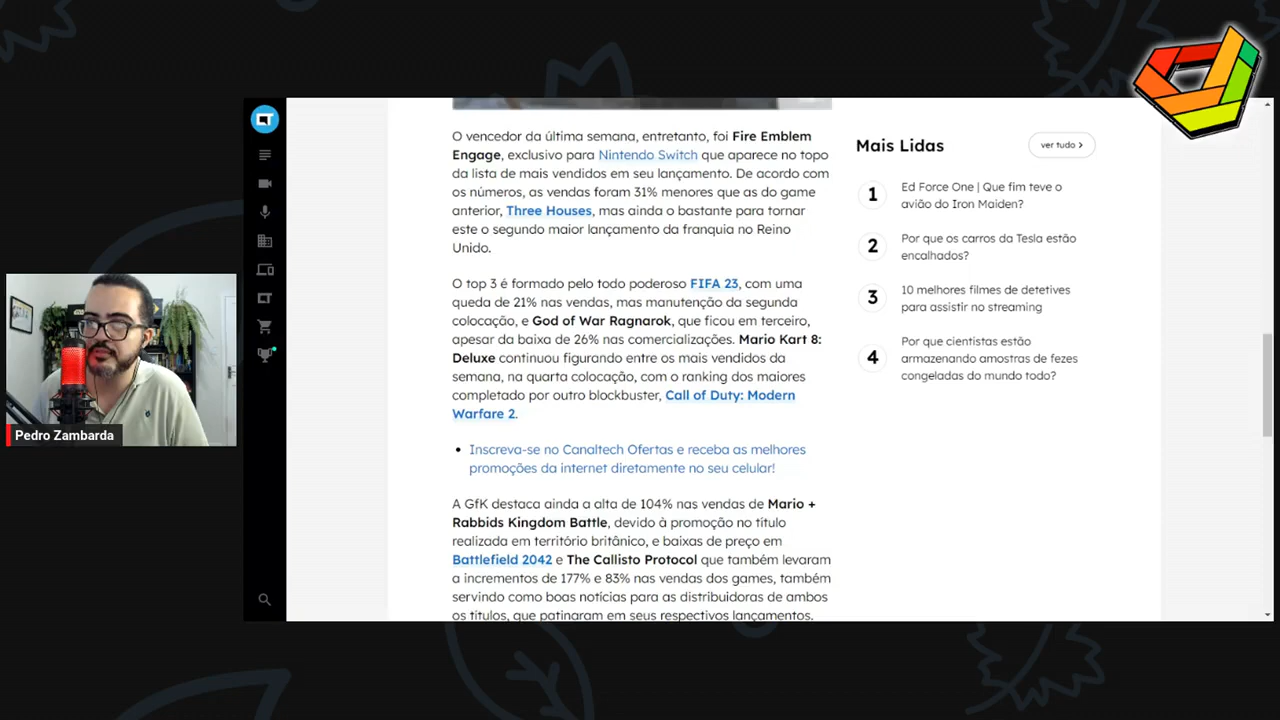 O vencedor da última semana, entretanto, foi Fire Emblem
Engage, exclusivo para Nintendo Switch que aparece no topo
da lista de mais vendidos em seu lançamento. De acordo com
os números, as vendas foram 31% menores que as do game
anterior, Three Houses, mas ainda o bastante para tornar
este o segundo maior lançamento da franquia no Reino
Unido.
O top 3 é formado pelo todo poderoso FIFA 23, com uma
queda de 21% nas vendas, mas manutenção da segunda
colocação, e God of War Ragnarok, que ficou em terceiro,
apesar da baixa de 26% nas comercializações. Mario Kart 8:
Deluxe continuou figurando entre os mais vendidos da
semana, na quarta colocação, com o ranking dos maiores
completado por outro blockbuster, Call of Duty: Modern
Warfare 2.
• Inscreva-se no Canaltech Ofertas e receba as melhores
promoções da internet diretamente no seu celular!
A GfK destaca ainda a alta de 104% nas vendas de Mario +
Rabbids Kingdom Battle, devido à promoção no título
realizada em território britânico, e baixas de preço em
Battlefield 2042 e The Callisto Protocol que também levaram
a incrementos de 177% e 83% nas vendas dos games, também
servindo como boas notícias para as distribuidoras de ambos
os títulos, que patinaram em seus respectivos lançamentos.
Mais Lidas
ver tudo >
1
Ed Force One | Que fim teve o
avião do Iron Maiden?
2
Por que os carros da Tesla estão
encalhados?
3
10 melhores filmes de detetives
para assistir no streaming
4
Por que cientistas estão
armazenando amostras de fezes
congeladas do mundo todo?
Pedro Zambarda